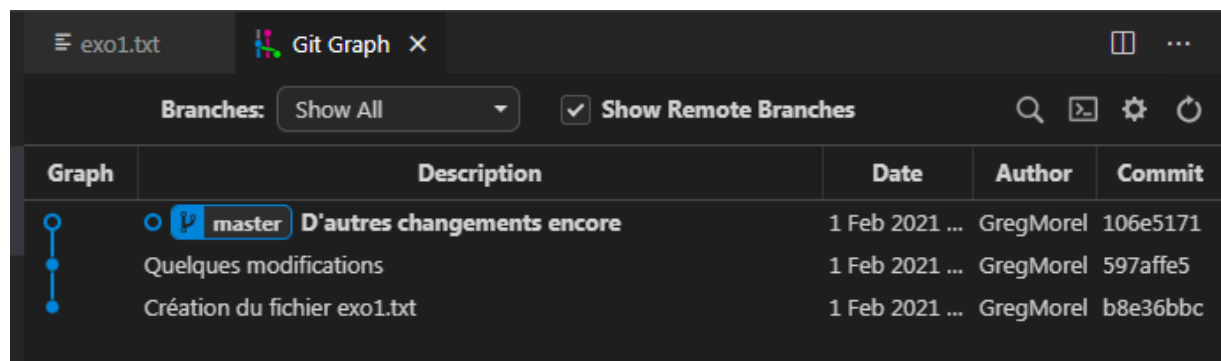 exo1.txt Git Graph
Branches: Show All Show Remote Branches
Graph Description Date Author Commit
master D'autres changements encore 1 Feb 2021 ... GregMorel 106e5171
Quelques modifications 1 Feb 2021 ... GregMorel 597affe5
Création du fichier exo1.txt 1 Feb 2021 ... GregMorel b8e36bbc